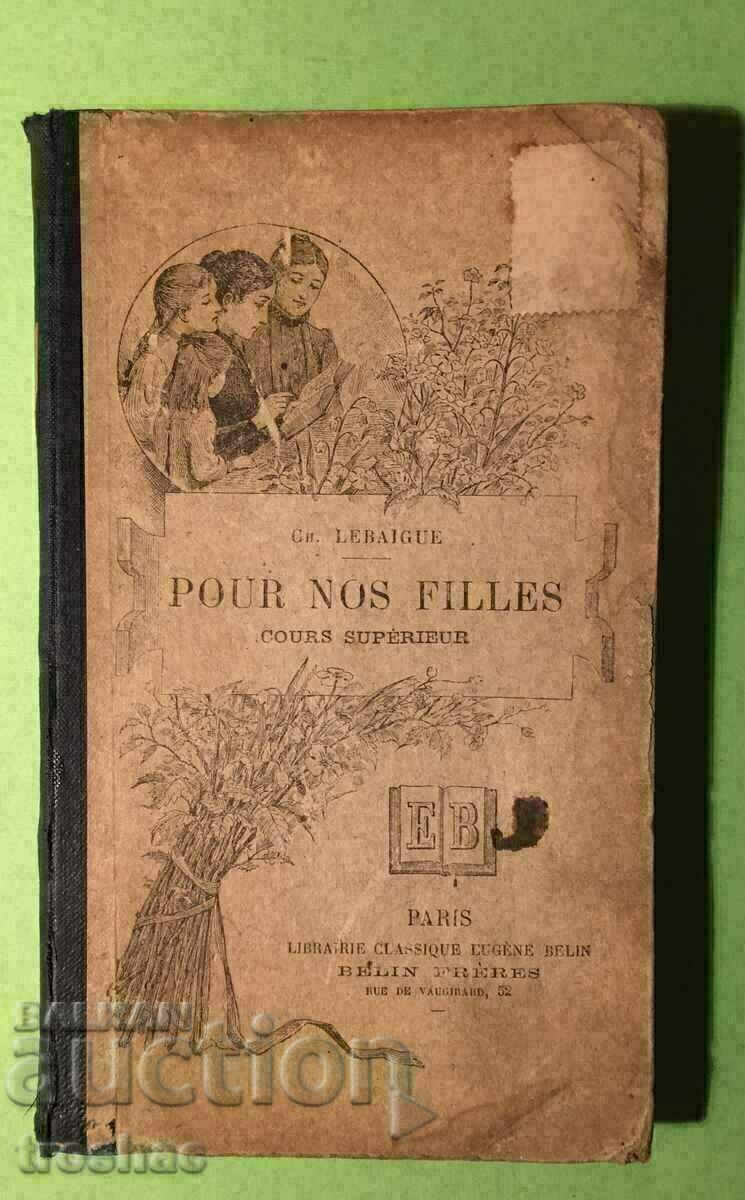 CH. LEBAIGUE
POUR NOS FILLES
COURS SUPÉRIEUR
EB
PARIS
LIBRAIRIE CLASSIQUE EUGÈNE BELIN
BELIN FRÈRES
RUE DE VAUGIRARD, 52
BALKAN
auction
troshac